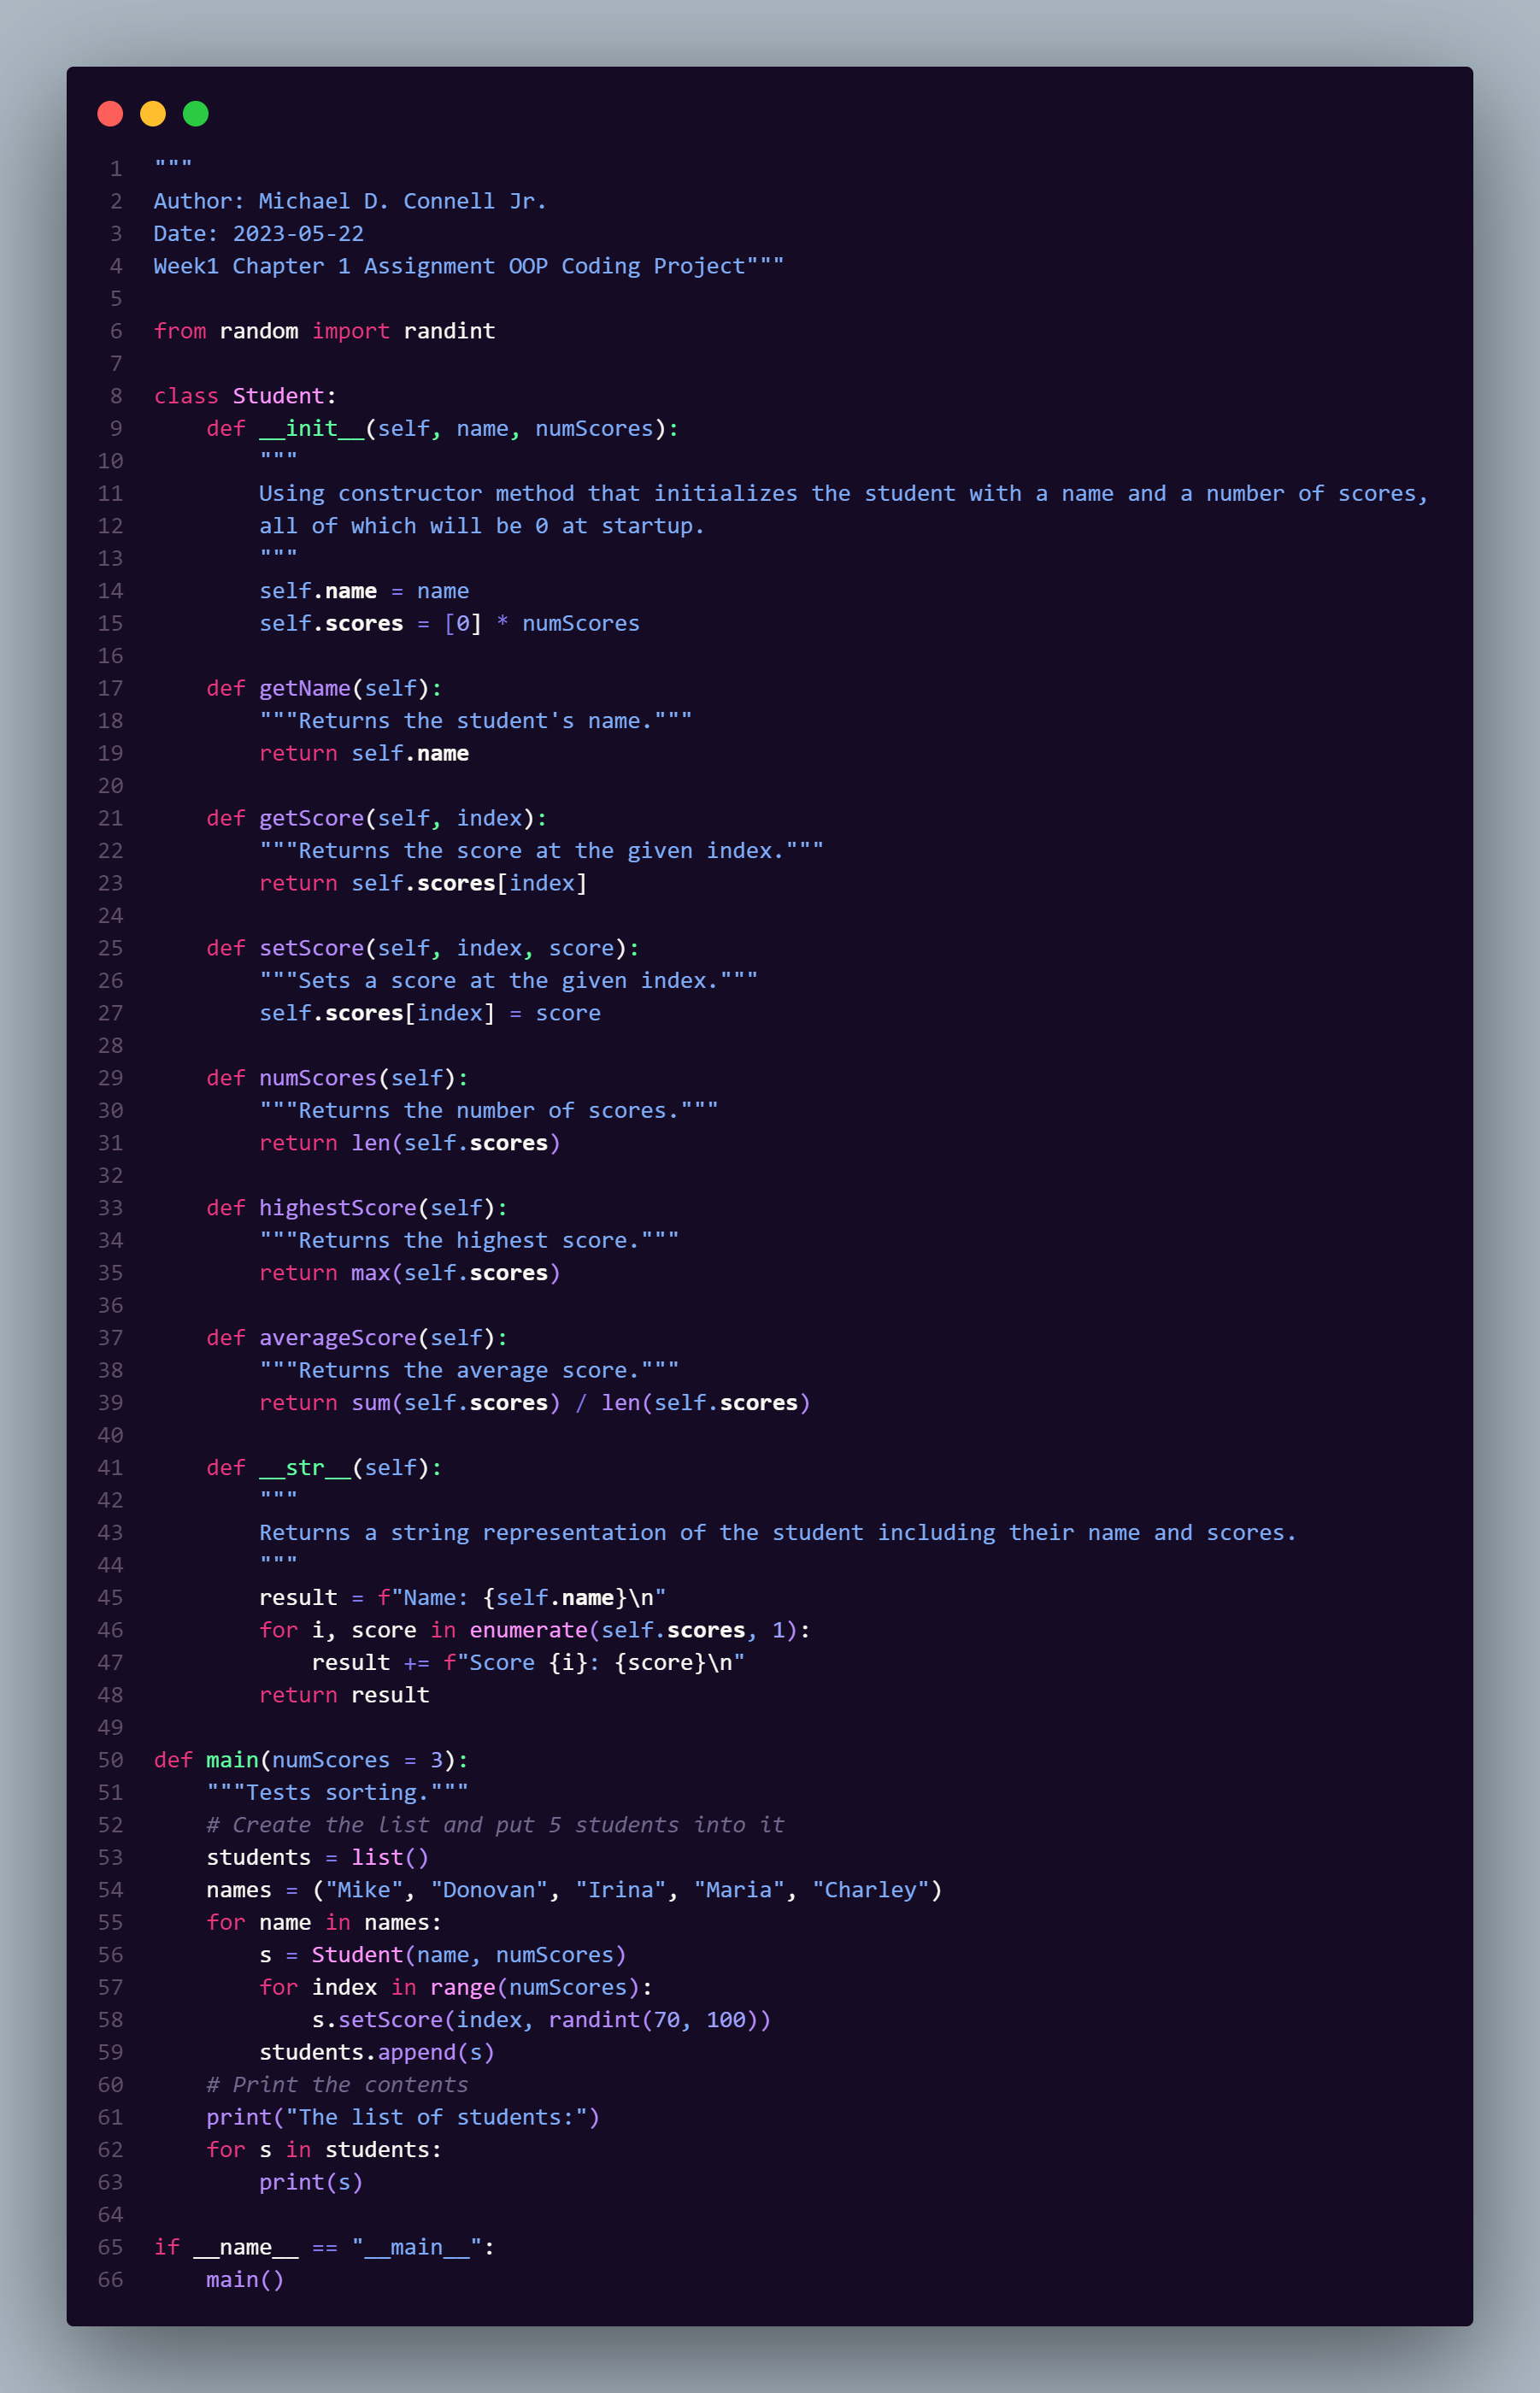 1 """
2 Author: Michael D. Connell Jr.
3 Date: 2023-05-22
4 Week1 Chapter 1 Assignment OOP Coding Project"""
5
6 from random import randint
7
8 class Student:
9     def __init__(self, name, numScores):
10         """
11         Using constructor method that initializes the student with a name and a number of scores,
12         all of which will be 0 at startup.
13         """
14         self.name = name
15         self.scores = [0] * numScores
16
17     def getName(self):
18         """Returns the student's name."""
19         return self.name
20
21     def getScore(self, index):
22         """Returns the score at the given index."""
23         return self.scores[index]
24
25     def setScore(self, index, score):
26         """Sets a score at the given index."""
27         self.scores[index] = score
28
29     def numScores(self):
30         """Returns the number of scores."""
31         return len(self.scores)
32
33     def highestScore(self):
34         """Returns the highest score."""
35         return max(self.scores)
36
37     def averageScore(self):
38         """Returns the average score."""
39         return sum(self.scores) / len(self.scores)
40
41     def __str__(self):
42         """
43         Returns a string representation of the student including their name and scores.
44         """
45         result = f"Name: {self.name}\n"
46         for i, score in enumerate(self.scores, 1):
47             result += f"Score {i}: {score}\n"
48         return result
49
50 def main(numScores = 3):
51     """Tests sorting."""
52     # Create the list and put 5 students into it
53     students = list()
54     names = ("Mike", "Donovan", "Irina", "Maria", "Charley")
55     for name in names:
56         s = Student(name, numScores)
57         for index in range(numScores):
58             s.setScore(index, randint(70, 100))
59         students.append(s)
60     # Print the contents
61     print("The list of students:")
62     for s in students:
63         print(s)
64
65 if __name__ == "__main__":
66     main()